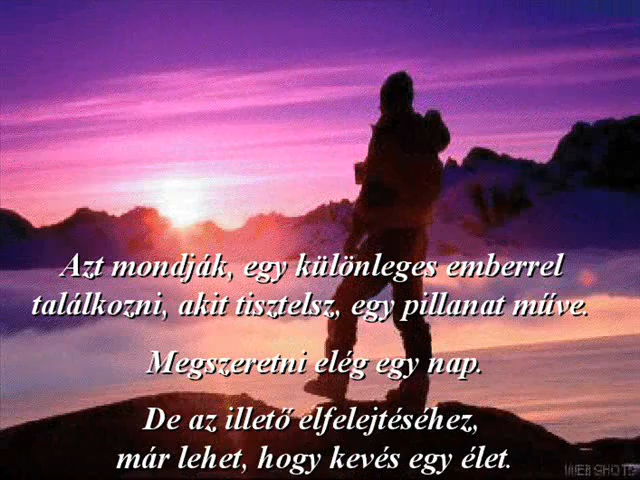 Azt mondják, egy különleges emberrel
találkozni, akit tisztelsz, egy pillanat műve.
Megszeretni elég egy nap.
De az illető elfelejtéséhez,
már lehet, hogy kevés egy élet.
WEBSHOTS